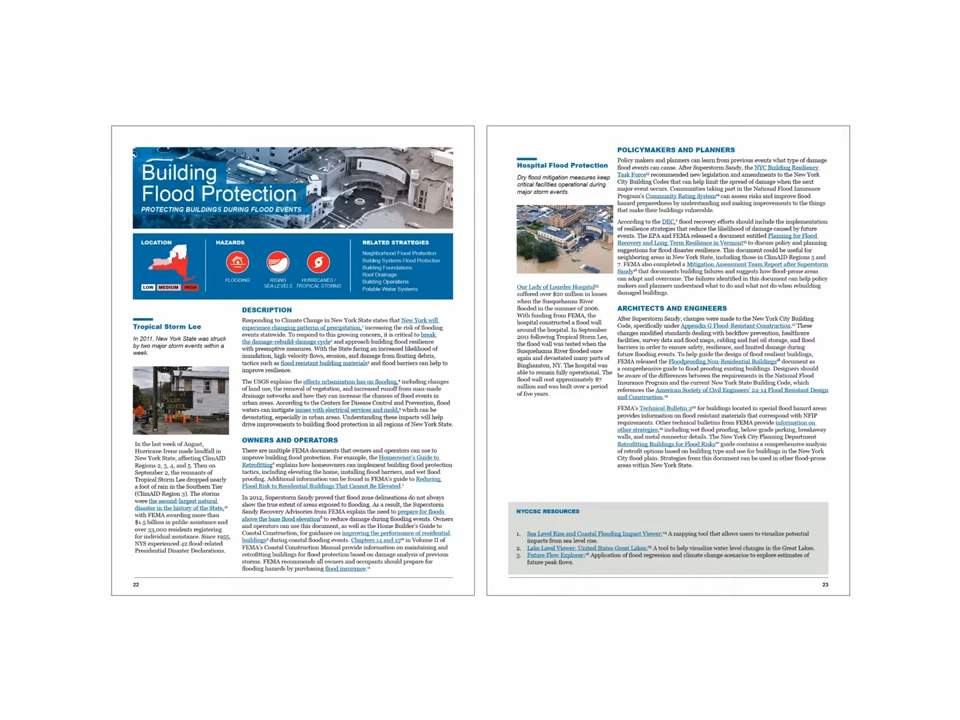 Building
Flood Protection
PROTECTING BUILDINGS DURING FLOOD EVENTS
LOCATION
LOW MEDIUM HIGH
HAZARDS
FLOODING
RISING
SEA LEVELS
HURRICANES /
TROPICAL STORMS
RELATED STRATEGIES
Neighborhood Flood Protection
Building Systems Flood Protection
Building Foundations
Roof Drainage
Building Operations
Potable Water Systems
Tropical Storm Lee
In 2011, New York State was struck
by two major storm events within a
week.
In the last week of August,
Hurricane Irene made landfall in
New York State, affecting ClimAID
Regions 2, 3, 4, and 5. Then on
September 2, the remnants of
Tropical Storm Lee dropped nearly
a foot of rain in the Southern Tier
(ClimAID Region 3). The storms
were the second largest natural
disaster in the history of the State,
with FEMA awarding more than
$1.5 billion in public assistance and
over 33,000 residents registering
for individual assistance. Since 1955,
NYS experienced 42 flood-related
Presidential Disaster Declarations.
DESCRIPTION
Responding to Climate Change in New York State states that New York will
experience changing patterns of precipitation, increasing the risk of flooding
events statewide. To respond to this growing concern, it is critical to break
the damage-rebuild-damage cycle and approach building flood resilience
with preemptive measures. With the State facing an increased likelihood of
inundation, high velocity flows, erosion, and damage from floating debris,
tactics such as flood resistant building materials and flood barriers can help to
improve resilience.
The USGS explains the effects urbanization has on flooding, including changes
of land use, the removal of vegetation, and increased runoff from man-made
drainage networks and how they can increase the chances of flood events in
urban areas. According to the Centers for Disease Control and Prevention, flood
waters can instigate issues with electrical services and mold, which can be
devastating, especially in urban areas. Understanding these impacts will help
drive improvements to building flood protection in all regions of New York State.
OWNERS AND OPERATORS
There are multiple FEMA documents that owners and operators can use to
improve building flood protection. For example, the Homeowner's Guide to
Retrofitting explains how homeowners can implement building flood protection
tactics, including elevating the home, installing flood barriers, and wet flood
proofing. Additional information can be found in FEMA's guide to Reducing
Flood Risk to Residential Buildings That Cannot Be Elevated.
In 2012, Superstorm Sandy proved that flood zone delineations do not always
show the true extent of areas exposed to flooding. As a result, the Superstorm
Sandy Recovery Advisories from FEMA explain the need to prepare for floods
above the base flood elevation to reduce damage during flooding events. Owners
and operators can use this document, as well as the Home Builder's Guide to
Coastal Construction, for guidance on improving the performance of residential
buildings during coastal flooding events. Chapters 14 and 15 in Volume II of
FEMA's Coastal Construction Manual provide information on maintaining and
retrofitting buildings for flood protection based on damage analysis of previous
storms. FEMA recommends all owners and occupants should prepare for
flooding hazards by purchasing flood insurance.
22
Hospital Flood Protection
Dry flood mitigation measures keep
critical facilities operational during
major storm events.
Our Lady of Lourdes Hospital
suffered over $20 million in losses
when the Susquehanna River
flooded in the summer of 2006.
With funding from FEMA, the
hospital constructed a flood wall
around the hospital. In September
2011 following Tropical Storm Lee,
the flood wall was tested when the
Susquehanna River flooded once
again and devastated many parts of
Binghamton, NY. The hospital was
able to remain fully operational. The
flood wall cost approximately $7
million and was built over a period
of five years.
POLICYMAKERS AND PLANNERS
Policy makers and planners can learn from previous events what type of damage
flood events can cause. After Superstorm Sandy, the NYC Building Resiliency
Task Force recommended new legislation and amendments to the New York
City Building Codes that can help limit the spread of damage when the next
major event occurs. Communities taking part in the National Flood Insurance
Program's Community Rating System can assess risks and improve flood
hazard preparedness by understanding and making improvements to the things
that make their buildings vulnerable.
According to the DEC, flood recovery efforts should include the implementation
of resilience strategies that reduce the likelihood of damage caused by future
events. The EPA and FEMA released a document entitled Planning for Flood
Recovery and Long-Term Resilience in Vermont to discuss policy and planning
suggestions for flood disaster resilience. This document could be useful for
neighboring areas in New York State, including those in ClimAID Regions 5 and
7. FEMA also completed a Mitigation Assessment Team Report after Superstorm
Sandy that documents building failures and suggests how flood-prone areas
can adapt and overcome. The failures identified in this document can help policy
makers and planners understand what to do and what not do when rebuilding
damaged buildings.
ARCHITECTS AND ENGINEERS
After Superstorm Sandy, changes were made to the New York City Building
Code, specifically under Appendix G Flood Resistant Construction. These
changes modified standards dealing with backflow prevention, healthcare
facilities, survey data and flood maps, cabling and fuel oil storage, and flood
barriers in order to ensure safety, resilience, and limited damage during
future flooding events. To help guide the design of flood resilient buildings,
FEMA released the Floodproofing Non-Residential Buildings document as
a comprehensive guide to flood proofing existing buildings. Designers should
be aware of the differences between the requirements in the National Flood
Insurance Program and the current New York State Building Code, which
references the American Society of Civil Engineers' 24-14 Flood Resistant Design
and Construction.
FEMA's Technical Bulletin 2 for buildings located in special flood hazard areas
provides information on flood resistant materials that correspond with NFIP
requirements. Other technical bulletins from FEMA provide information on
other strategies, including wet flood proofing, below-grade parking, breakaway
walls, and metal connector details. The New York City Planning Department
Retrofitting Buildings for Flood Risks guide contains a comprehensive analysis
of retrofit options based on building type and use for buildings in the New York
City flood plain. Strategies from this document can be used in other flood-prone
areas within New York State.
NYCCSC RESOURCES
1. Sea Level Rise and Coastal Flooding Impact Viewer: A mapping tool that allows users to visualize potential
impacts from sea level rise.
2. Lake Level Viewer: United States Great Lakes: A tool to help visualize water level changes in the Great Lakes.
3. Future Flow Explorer: Application of flood regression and climate change scenarios to explore estimates of
future peak flows.
23